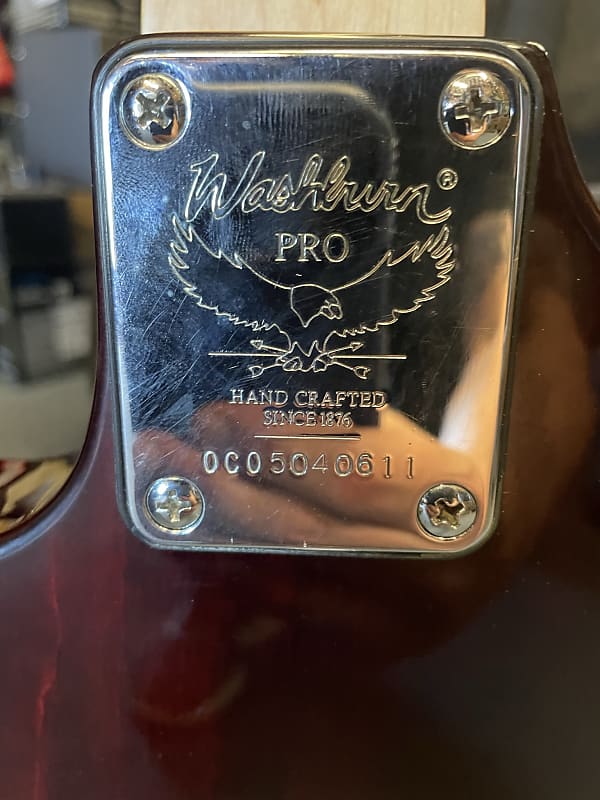 Washburn®
PRO
HAND CRAFTED
SINCE 1876
OC05040611